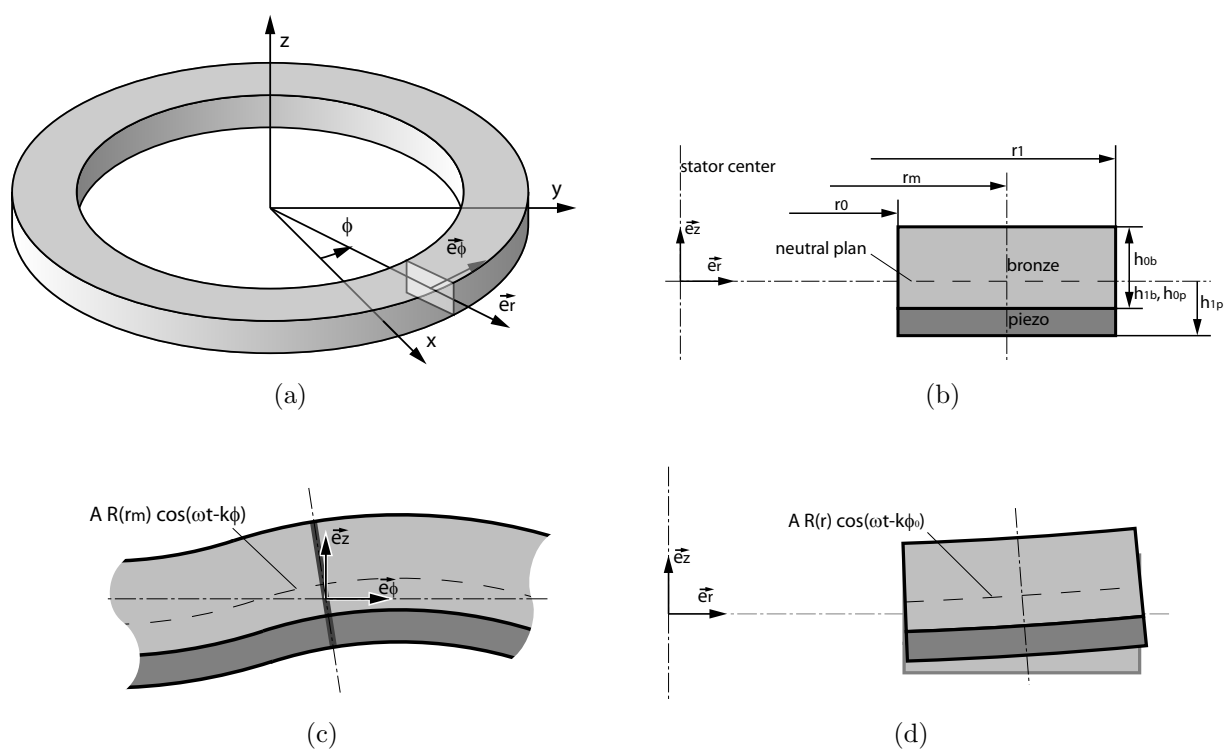 z
y
ϕ
e⃗ϕ
e⃗r
x
(a)
stator center
r1
rm
r0
e⃗z
e⃗r
neutral plan
bronze
h0b
h1b, h0p
h1p
piezo
(b)
A R(rm) cos(ωt-kϕ)
e⃗z
e⃗ϕ
(c)
A R(r) cos(ωt-kϕ0)
e⃗z
e⃗r
(d)